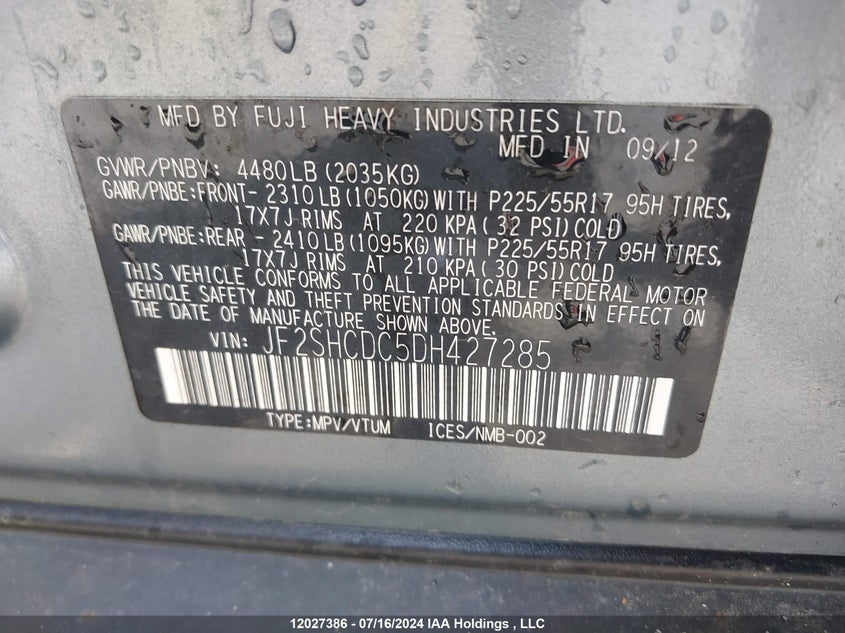 MFD BY FUJI HEAVY INDUSTRIES LTD.
MFD IN 09/12
GVWR/PNBV: 4480LB (2035KG)
GAWR/PNBE:FRONT- 2310LB(1050KG)WITH P225/55R17 95H TIRES,
17X7J RIMS AT 220 KPA( 32 PSI)COLD
GAWR/PNBE:REAR - 2410LB(1095KG)WITH P225/55R17 95H TIRES,
17X7J RIMS AT 210 KPA( 30 PSI)COLD
THIS VEHICLE CONFORMS TO ALL APPLICABLE FEDERAL MOTOR
VEHICLE SAFETY AND THEFT PREVENTION STANDARDS IN EFFECT ON
THE DATE OF MANUFACTURE SHOWN ABOVE.
VIN: JF2SHCDC5DH427285
TYPE:MPV/VTUM ICES/NMB-002
12027386 - 07/16/2024 IAA Holdings , LLC